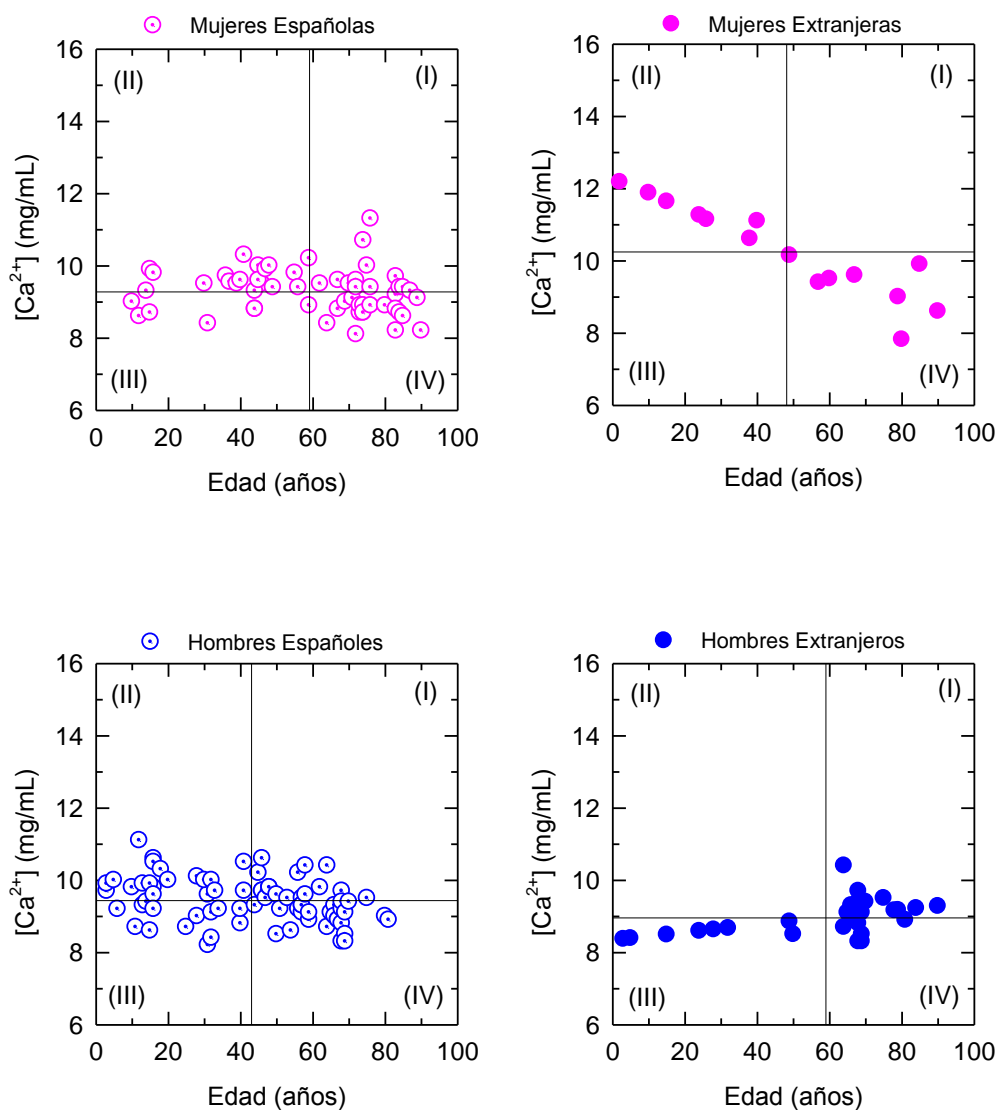 Mujeres Españolas
16
(II) (I)
14
12
10
8
(III) (IV)
6
0 20 40 60 80 100
[Ca2+] (mg/mL)
Edad (años)
Mujeres Extranjeras
16
(II) (I)
14
12
10
8
(III) (IV)
6
0 20 40 60 80 100
[Ca2+] (mg/mL)
Edad (años)
Hombres Españoles
16
(II) (I)
14
12
10
8
(III) (IV)
6
0 20 40 60 80 100
[Ca2+] (mg/mL)
Edad (años)
Hombres Extranjeros
16
(II) (I)
14
12
10
8
(III) (IV)
6
0 20 40 60 80 100
[Ca2+] (mg/mL)
Edad (años)